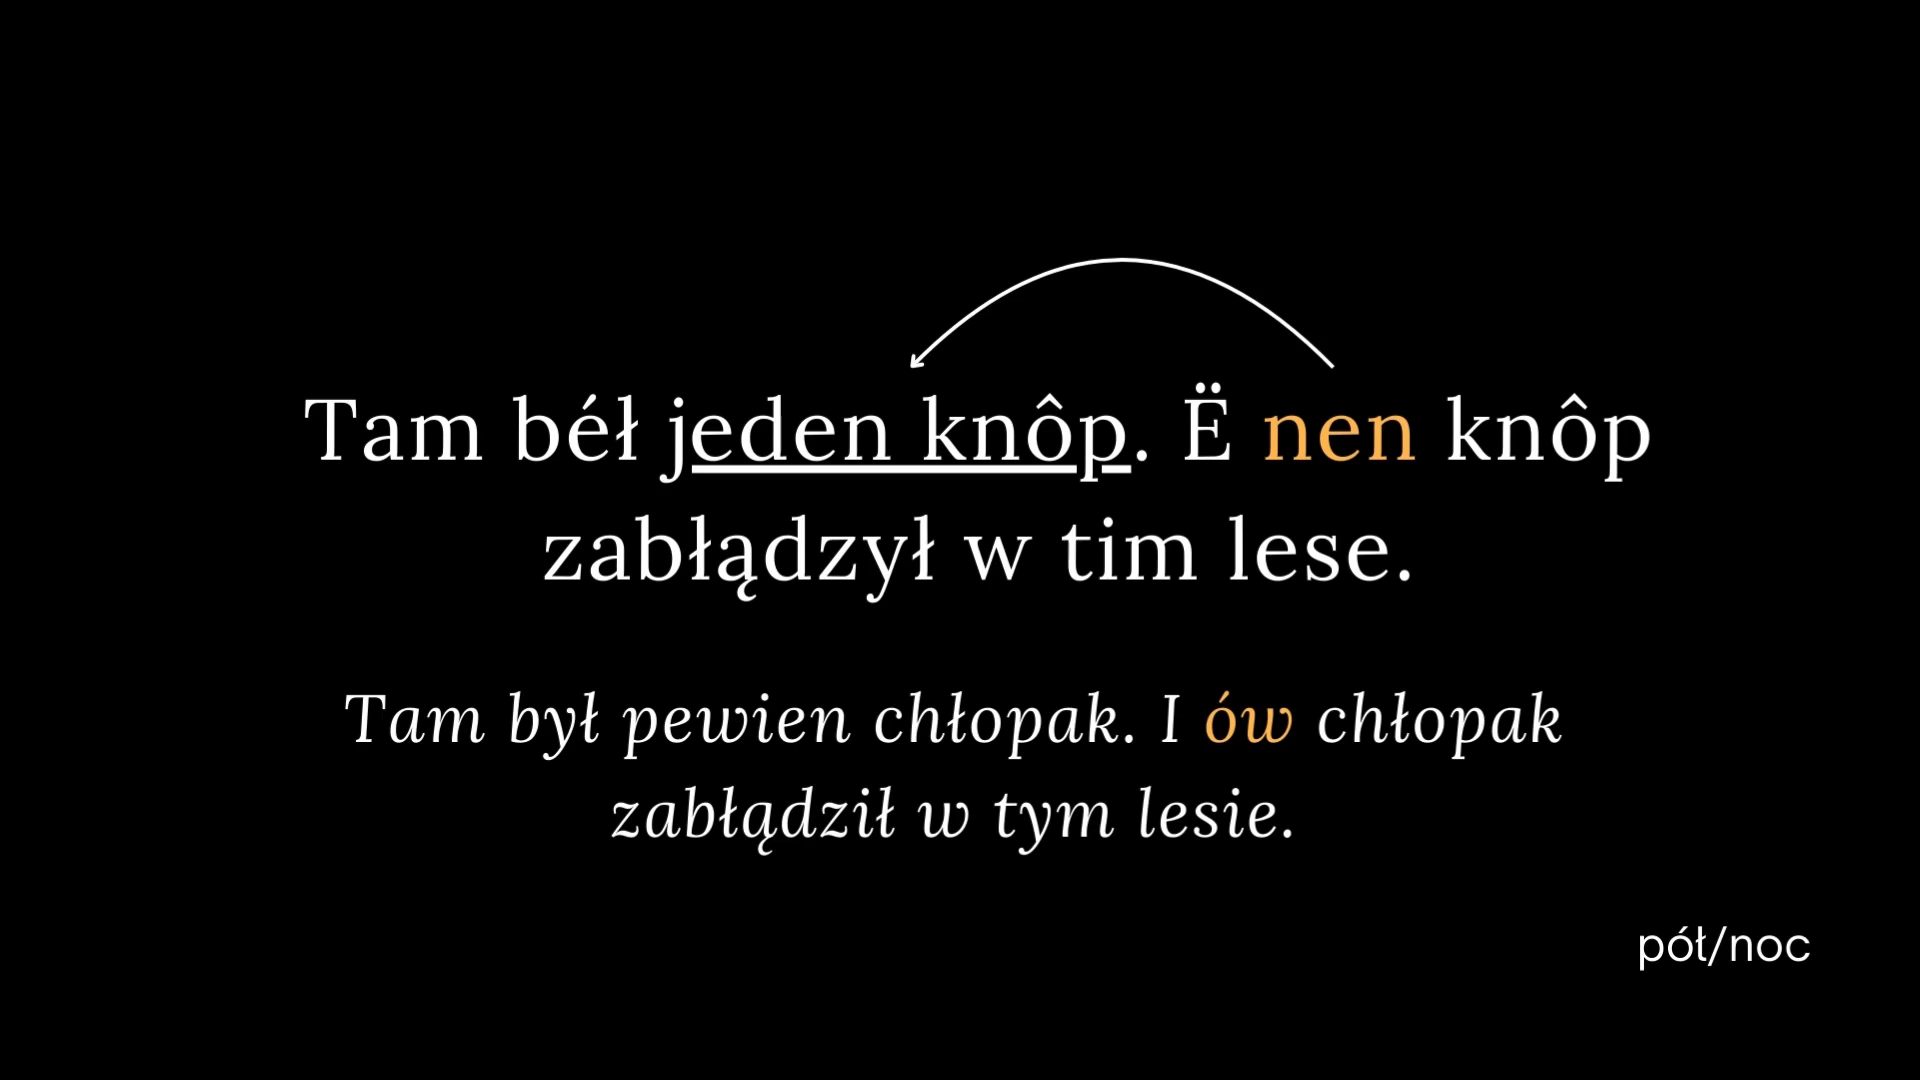 Tam béł jeden knôp. Ë nen knôp
zabłądzył w tim lese.
Tam był pewien chłopak. I ów chłopak
zabłądził w tym lesie.
pół/noc